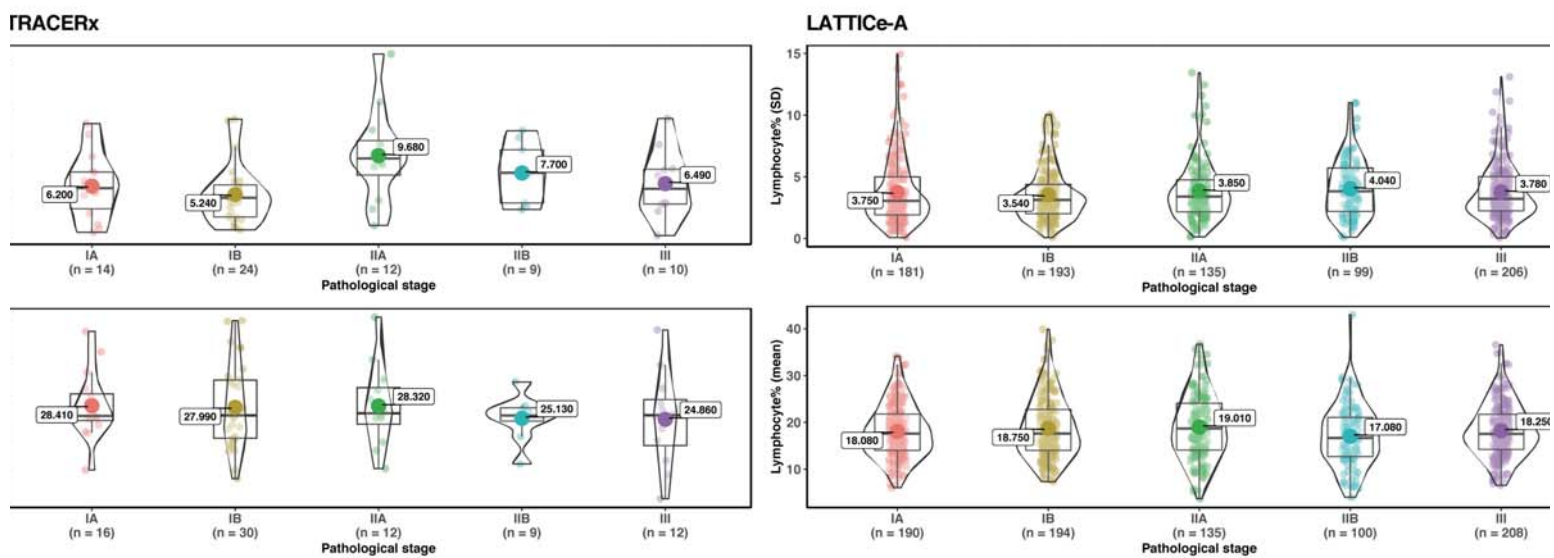 TRACERx
6.200
5.240
9.680
7.700
6.490
IA IB IIA IIB III
(n = 14) (n = 24) (n = 12) (n = 9) (n = 10)
Pathological stage
28.410
27.990
28.320
25.130
24.860
IA IB IIA IIB III
(n = 16) (n = 30) (n = 12) (n = 9) (n = 12)
Pathological stage
LATTICe-A
Lymphocyte% (SD)
15
10
5
0
3.750
3.540
3.850
4.040
3.780
IA IB IIA IIB III
(n = 181) (n = 193) (n = 135) (n = 99) (n = 206)
Pathological stage
Lymphocyte% (mean)
40
30
20
10
18.080
18.750
19.010
17.080
18.250
IA IB IIA IIB III
(n = 190) (n = 194) (n = 135) (n = 100) (n = 208)
Pathological stage